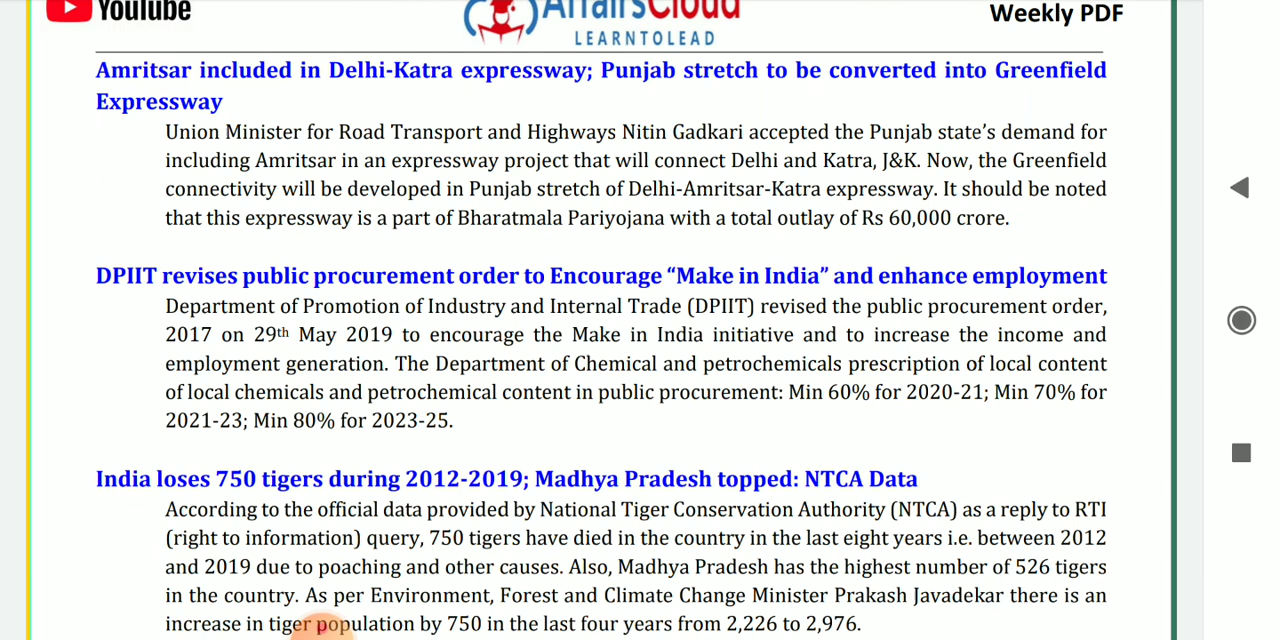 YouTube
AffairsCloud
Weekly PDF
LEARNTOLEAD
Amritsar included in Delhi-Katra expressway; Punjab stretch to be converted into Greenfield
Expressway
Union Minister for Road Transport and Highways Nitin Gadkari accepted the Punjab state's demand for
including Amritsar in an expressway project that will connect Delhi and Katra, J&K. Now, the Greenfield
connectivity will be developed in Punjab stretch of Delhi-Amritsar-Katra expressway. It should be noted
that this expressway is a part of Bharatmala Pariyojana with a total outlay of Rs 60,000 crore.
DPIIT revises public procurement order to Encourage “Make in India” and enhance employment
Department of Promotion of Industry and Internal Trade (DPIIT) revised the public procurement order,
2017 on 29th May 2019 to encourage the Make in India initiative and to increase the income and
employment generation. The Department of Chemical and petrochemicals prescription of local content
of local chemicals and petrochemical content in public procurement: Min 60% for 2020-21; Min 70% for
2021-23; Min 80% for 2023-25.
India loses 750 tigers during 2012-2019; Madhya Pradesh topped: NTCA Data
According to the official data provided by National Tiger Conservation Authority (NTCA) as a reply to RTI
(right to information) query, 750 tigers have died in the country in the last eight years i.e. between 2012
and 2019 due to poaching and other causes. Also, Madhya Pradesh has the highest number of 526 tigers
in the country. As per Environment, Forest and Climate Change Minister Prakash Javadekar there is an
increase in tiger population by 750 in the last four years from 2,226 to 2,976.